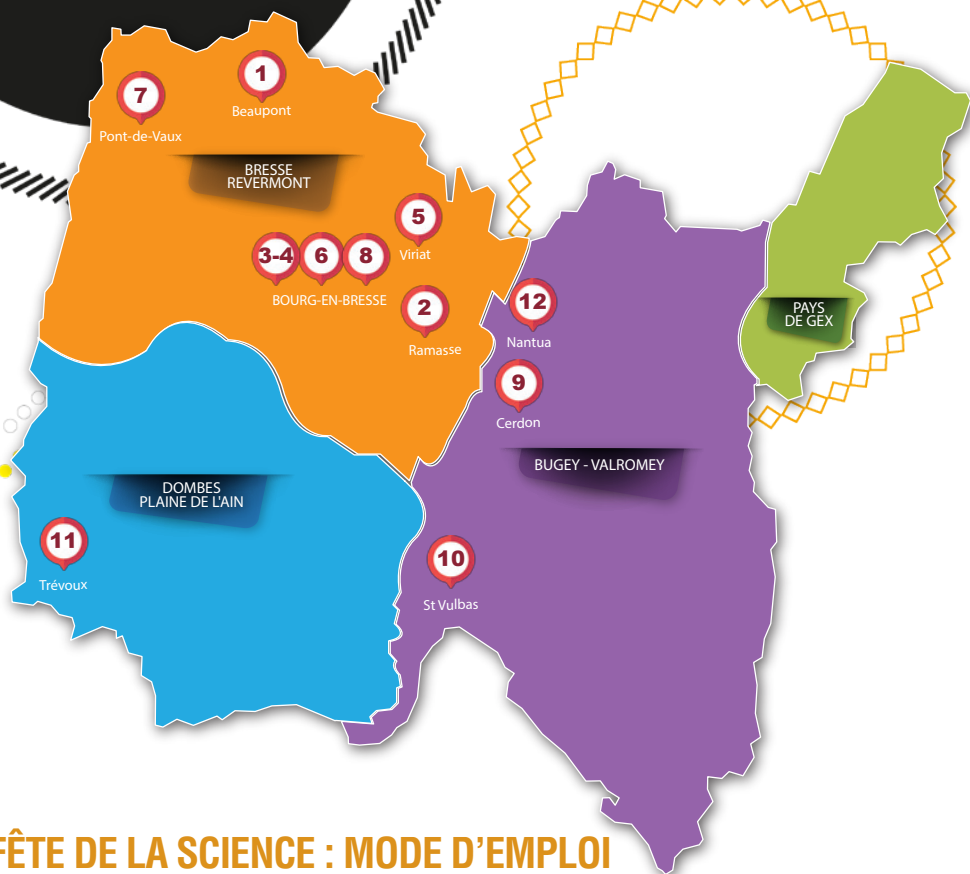 1
Beaupont
7
Pont-de-Vaux
BRESSE
REVERMONT
5
Viriat
3-4 6 8
BOURG-EN-BRESSE
2
Ramasse
12
Nantua
PAYS
DE GEX
9
Cerdon
BUGEY - VALROMEY
DOMBES
PLAINE DE L'AIN
11
Trévoux
10
St Vulbas
FÊTE DE LA SCIENCE : MODE D’EMPLOI